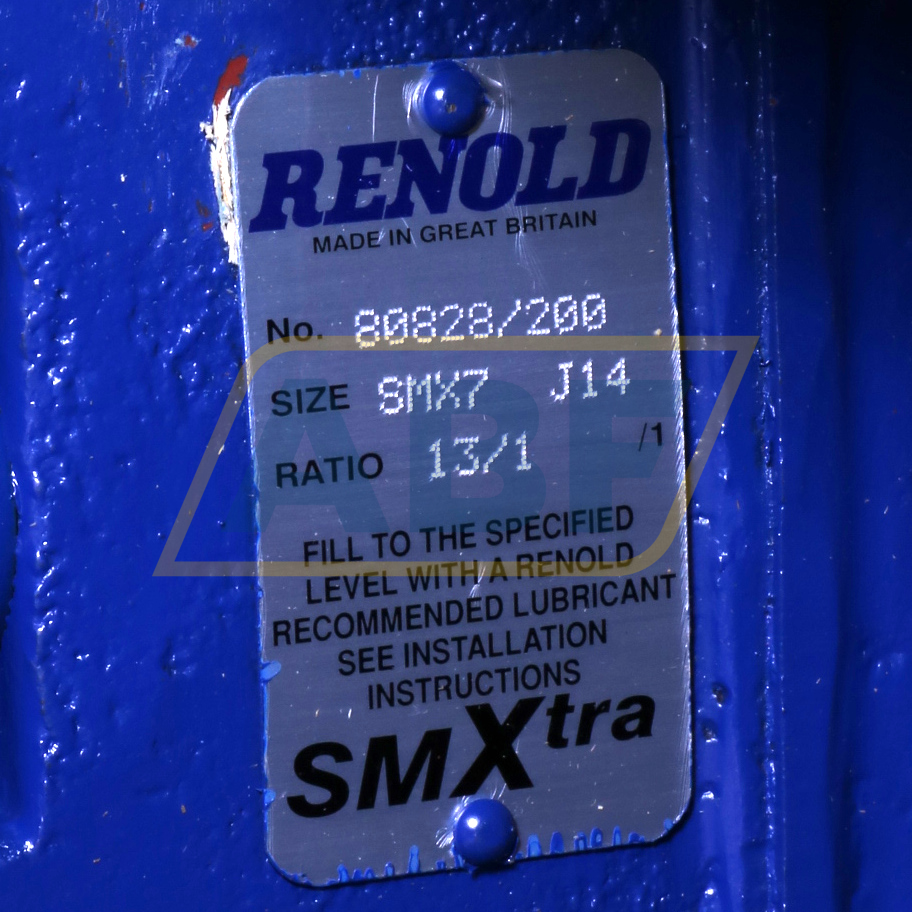 RENOLD
MADE IN GREAT BRITAIN
No. 80828/200
SIZE SMX7 J14
RATIO 13/1 /1
ABF
FILL TO THE SPECIFIED
LEVEL WITH A RENOLD
RECOMMENDED LUBRICANT
SEE INSTALLATION
INSTRUCTIONS
SMXtra